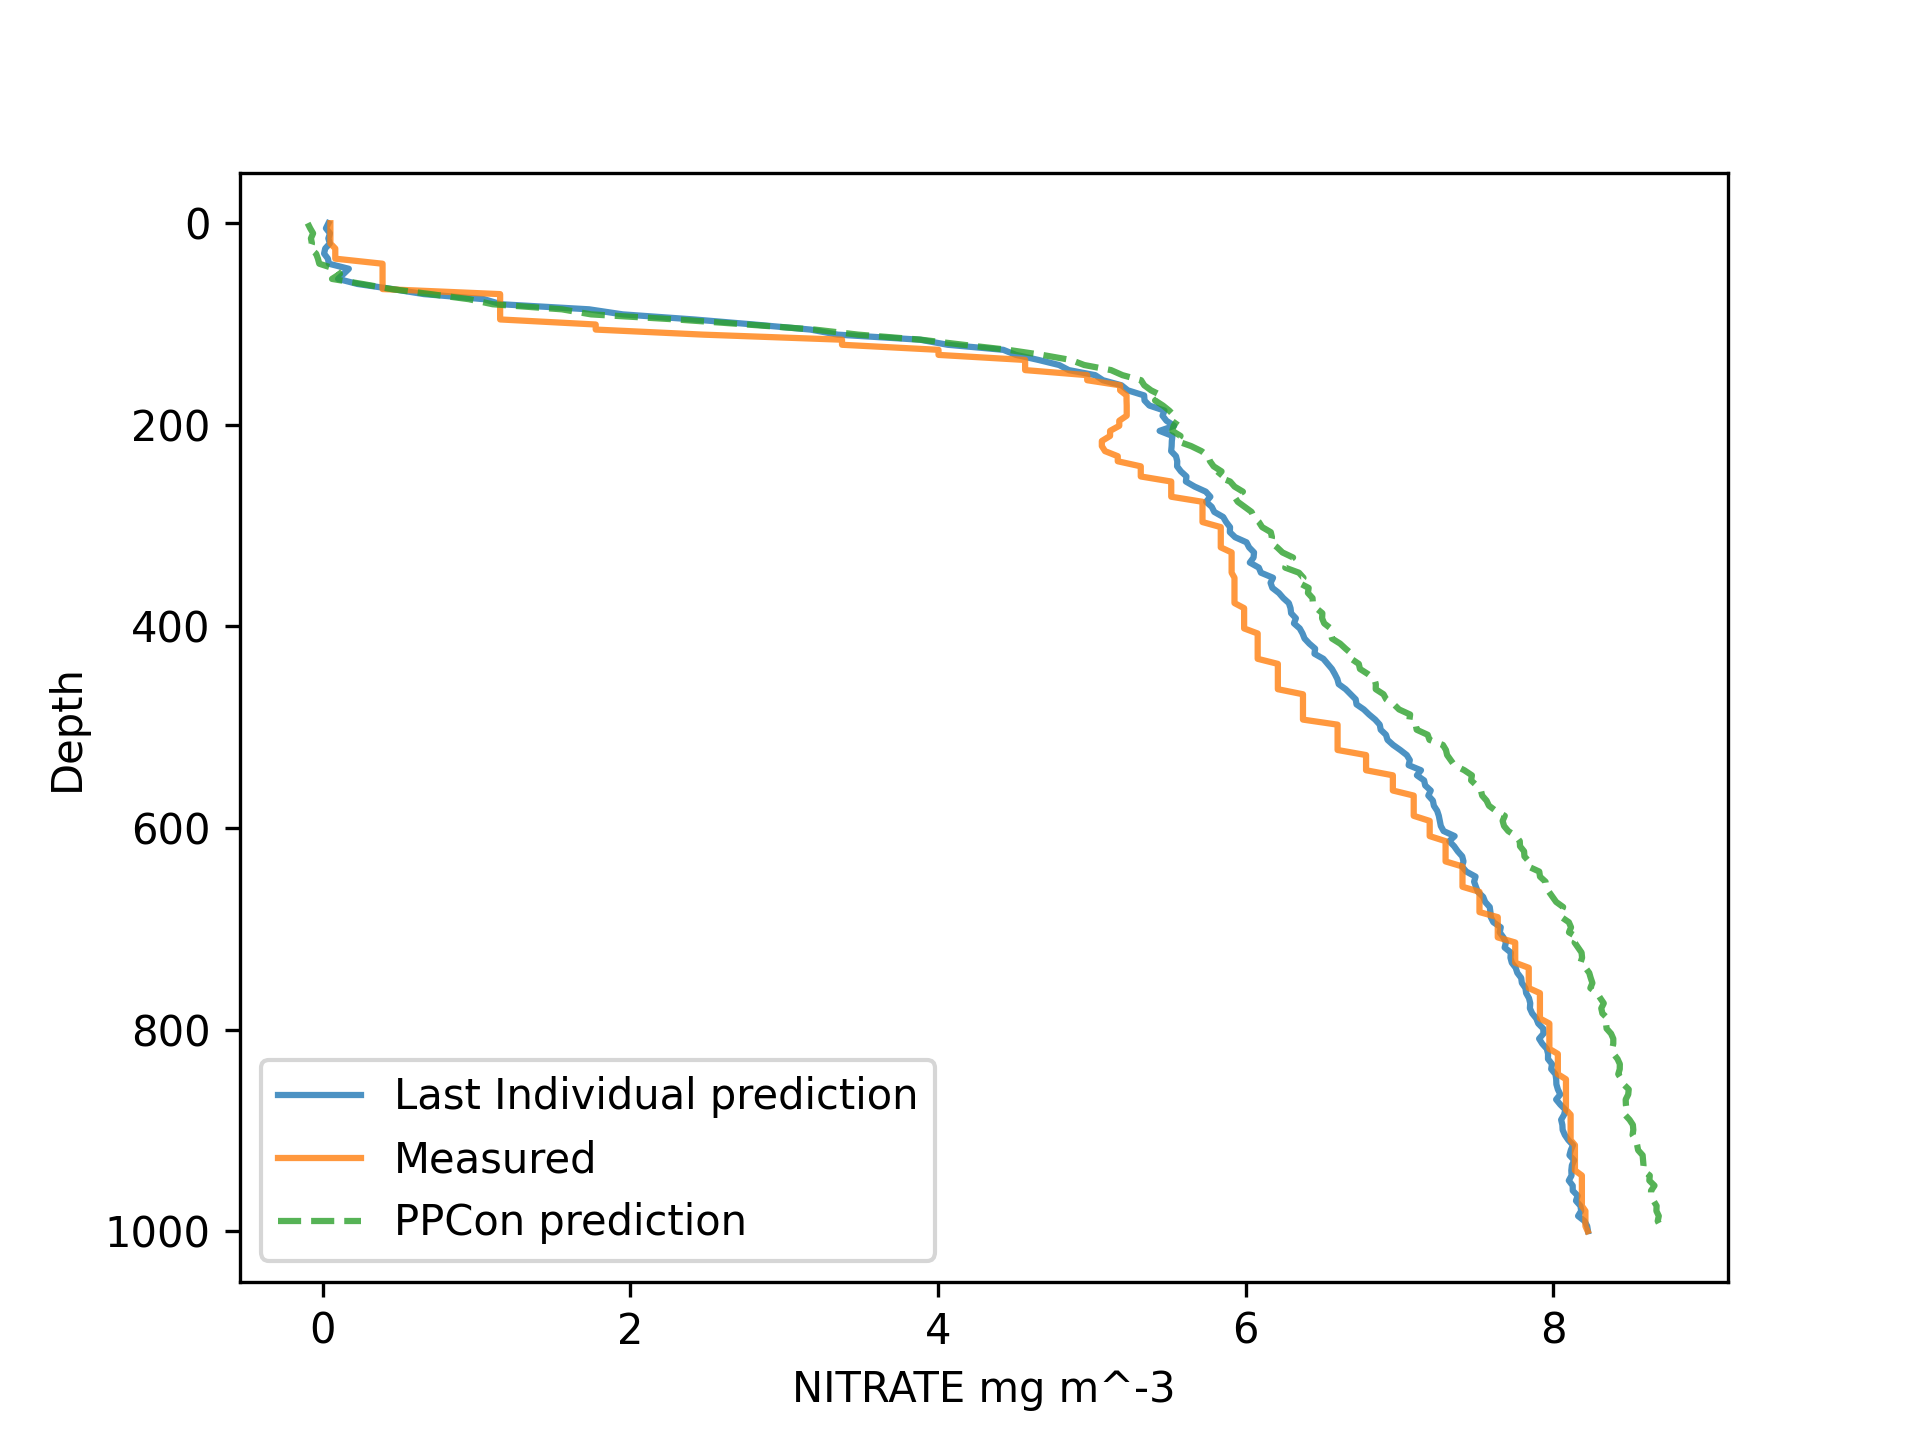 0
200
400
600
800
1000
Depth
Last Individual prediction
Measured
PPCon prediction
0 2 4 6 8
NITRATE mg m^-3